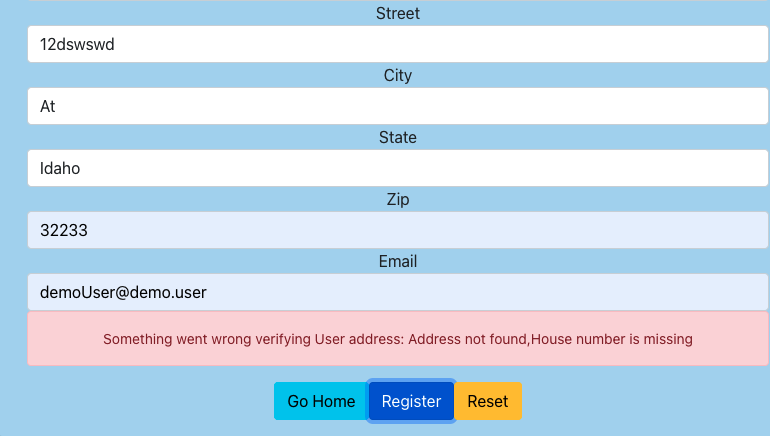 Street
12dswswd
City
At
State
Idaho
Zip
32233
Email
demoUser@demo.user
Something went wrong verifying User address: Address not found,House number is missing
Go Home Register Reset